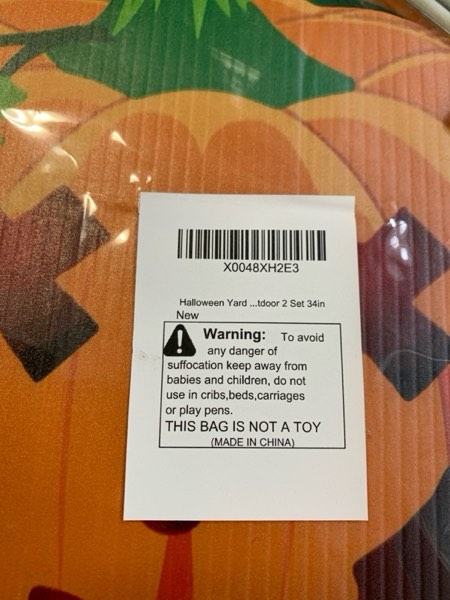 X0048XH2E3
Halloween Yard ...tdoor 2 Set 34in
New
Warning: To avoid
any danger of
suffocation keep away from
babies and children, do not
use in cribs,beds,carriages
or play pens.
THIS BAG IS NOT A TOY
(MADE IN CHINA)